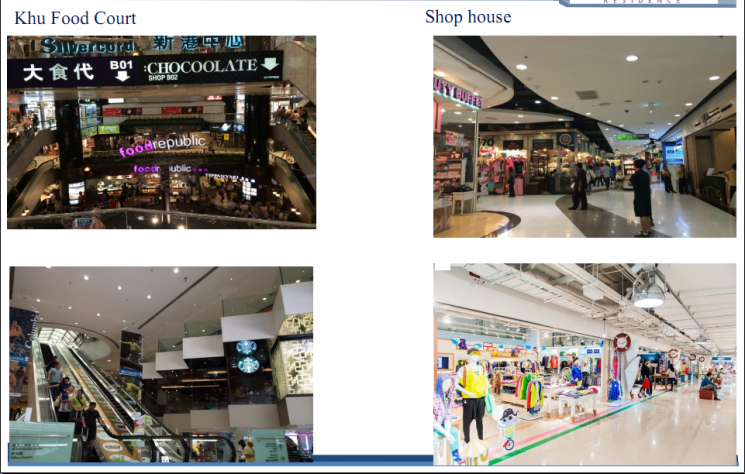 RESIDENCE
Khu Food Court
Shop house
Silvercord 新港中心
大食代 B01 :CHOCOOLATE
SHOP B02
foodrepublic
foodrepublic
UTY BUFFET